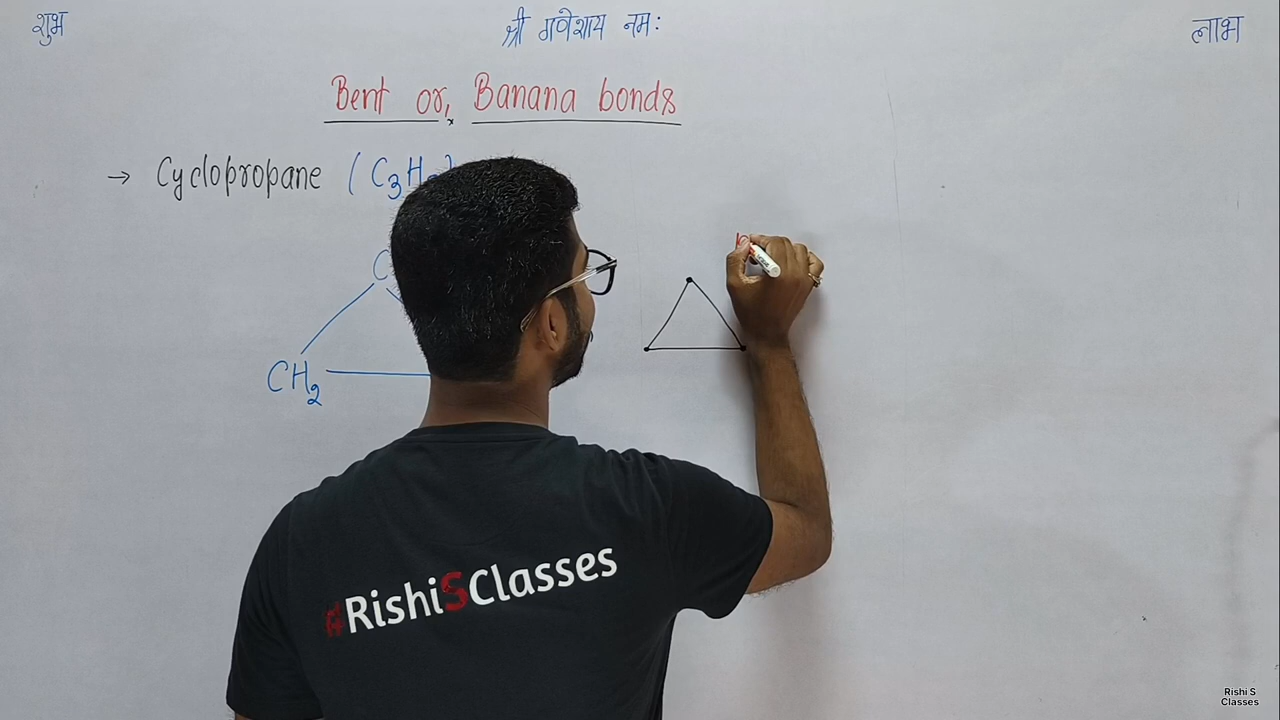 शुभ श्री गणेशाय नम: लाभ
Bent or, Banana bonds
→ Cyclopropane (C3H
C
CH2
#RishiSClasses
Rishi S
Classes